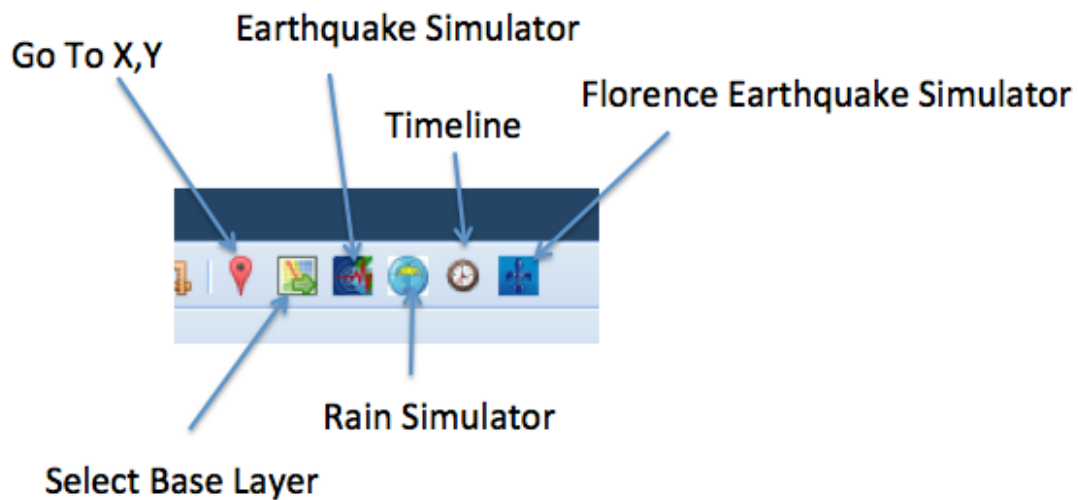 Earthquake Simulator
Go To X,Y
Florence Earthquake Simulator
Timeline
Rain Simulator
Select Base Layer